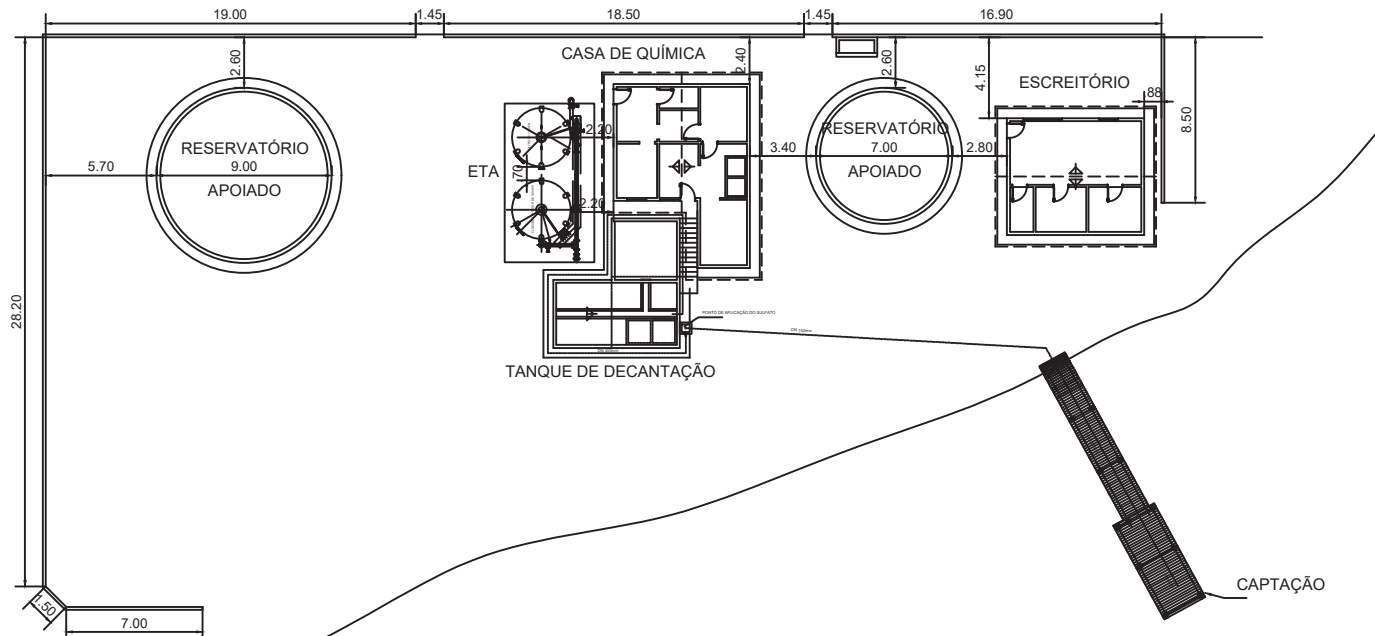 19.00
1.45
18.50
1.45
16.90
CASA DE QUÍMICA
2.60
2.40
2.60
4.15
ESCREITÓRIO
88
8.50
2.20
RESERVATÓRIO
9.00
APOIADO
5.70
ETA
70
2.20
3.40
RESERVATÓRIO
7.00
APOIADO
2.80
28.20
PONTO DE APLICAÇÃO DO SULFATO
DN 150mm
TANQUE DE DECANTAÇÃO
CAPTAÇÃO
1.50
7.00